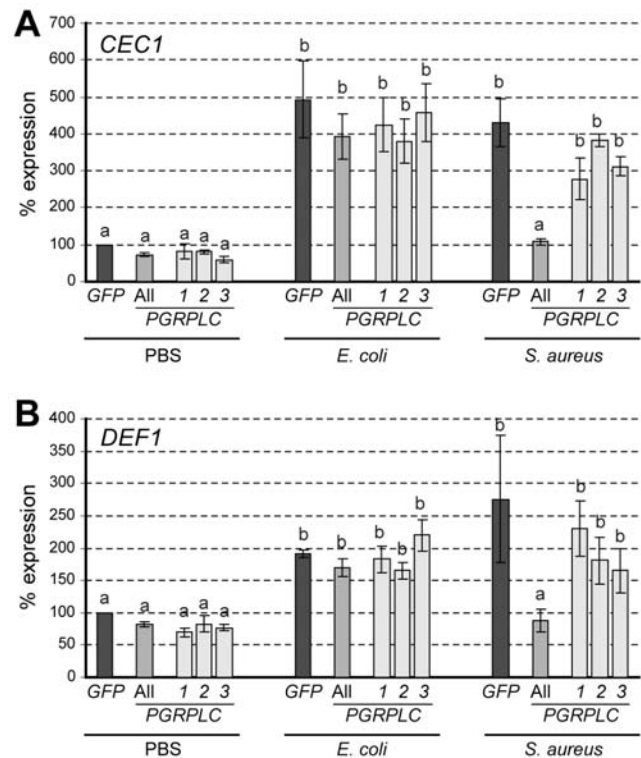 A
CEC1
700
600
500
400
300
200
100
0
% expression
a a a a a
b b b b b
b a b b b
GFP All 1 2 3 GFP All 1 2 3 GFP All 1 2 3
PGRPLC PGRPLC PGRPLC
PBS E. coli S. aureus
B
DEF1
400
350
300
250
200
150
100
50
0
% expression
a a a a a
b b b b b
b a b b b
GFP All 1 2 3 GFP All 1 2 3 GFP All 1 2 3
PGRPLC PGRPLC PGRPLC
PBS E. coli S. aureus